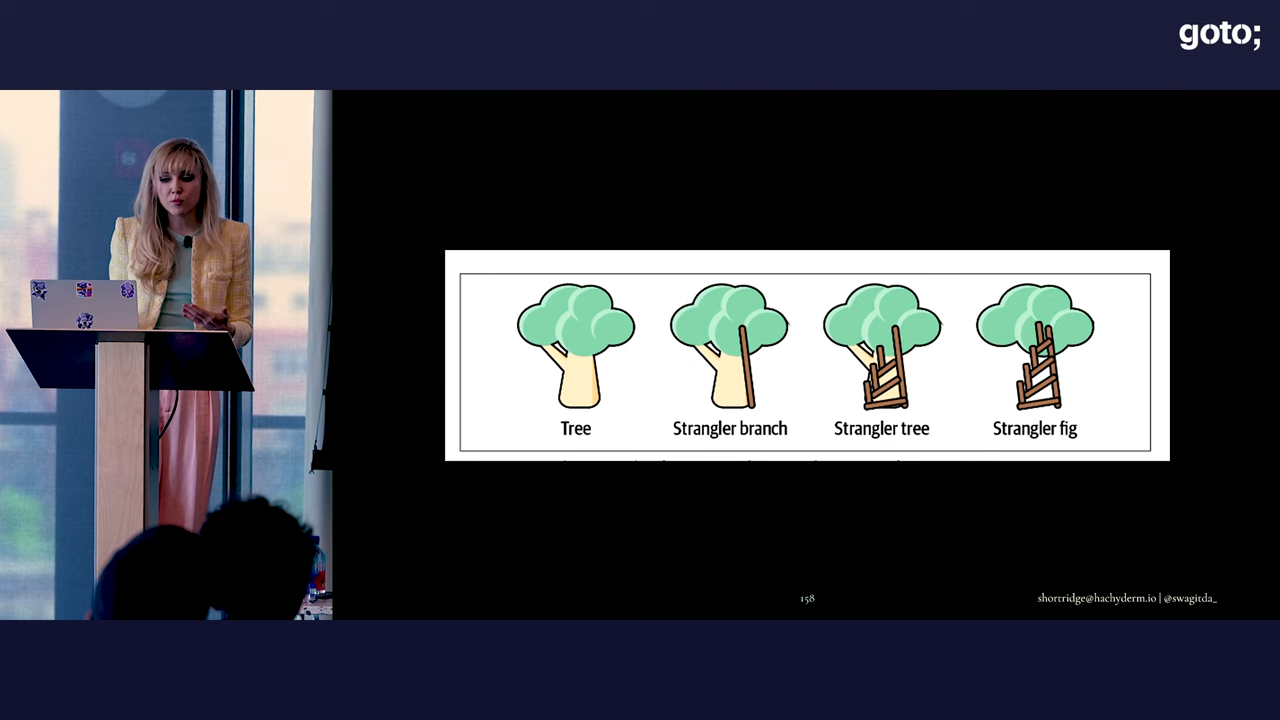 goto;
Tree
Strangler branch
Strangler tree
Strangler fig
158
shortridge@hachyderm.io | @swagitda_